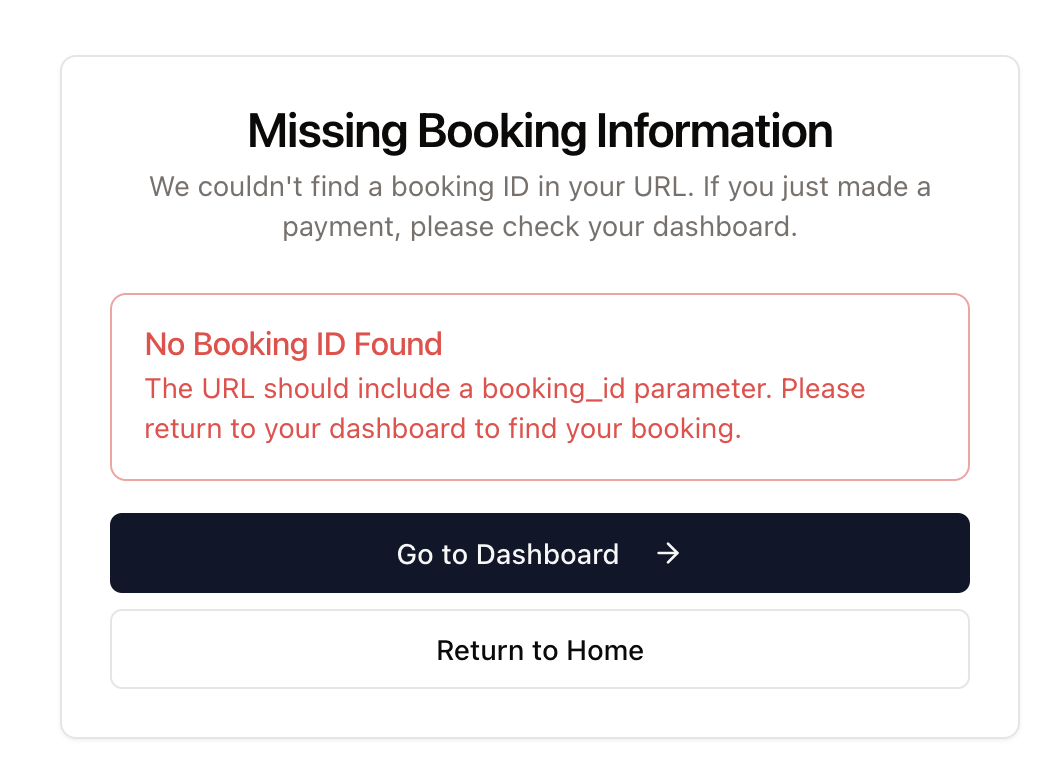 Missing Booking Information
We couldn't find a booking ID in your URL. If you just made a
payment, please check your dashboard.
No Booking ID Found
The URL should include a booking_id parameter. Please
return to your dashboard to find your booking.
Go to Dashboard →
Return to Home